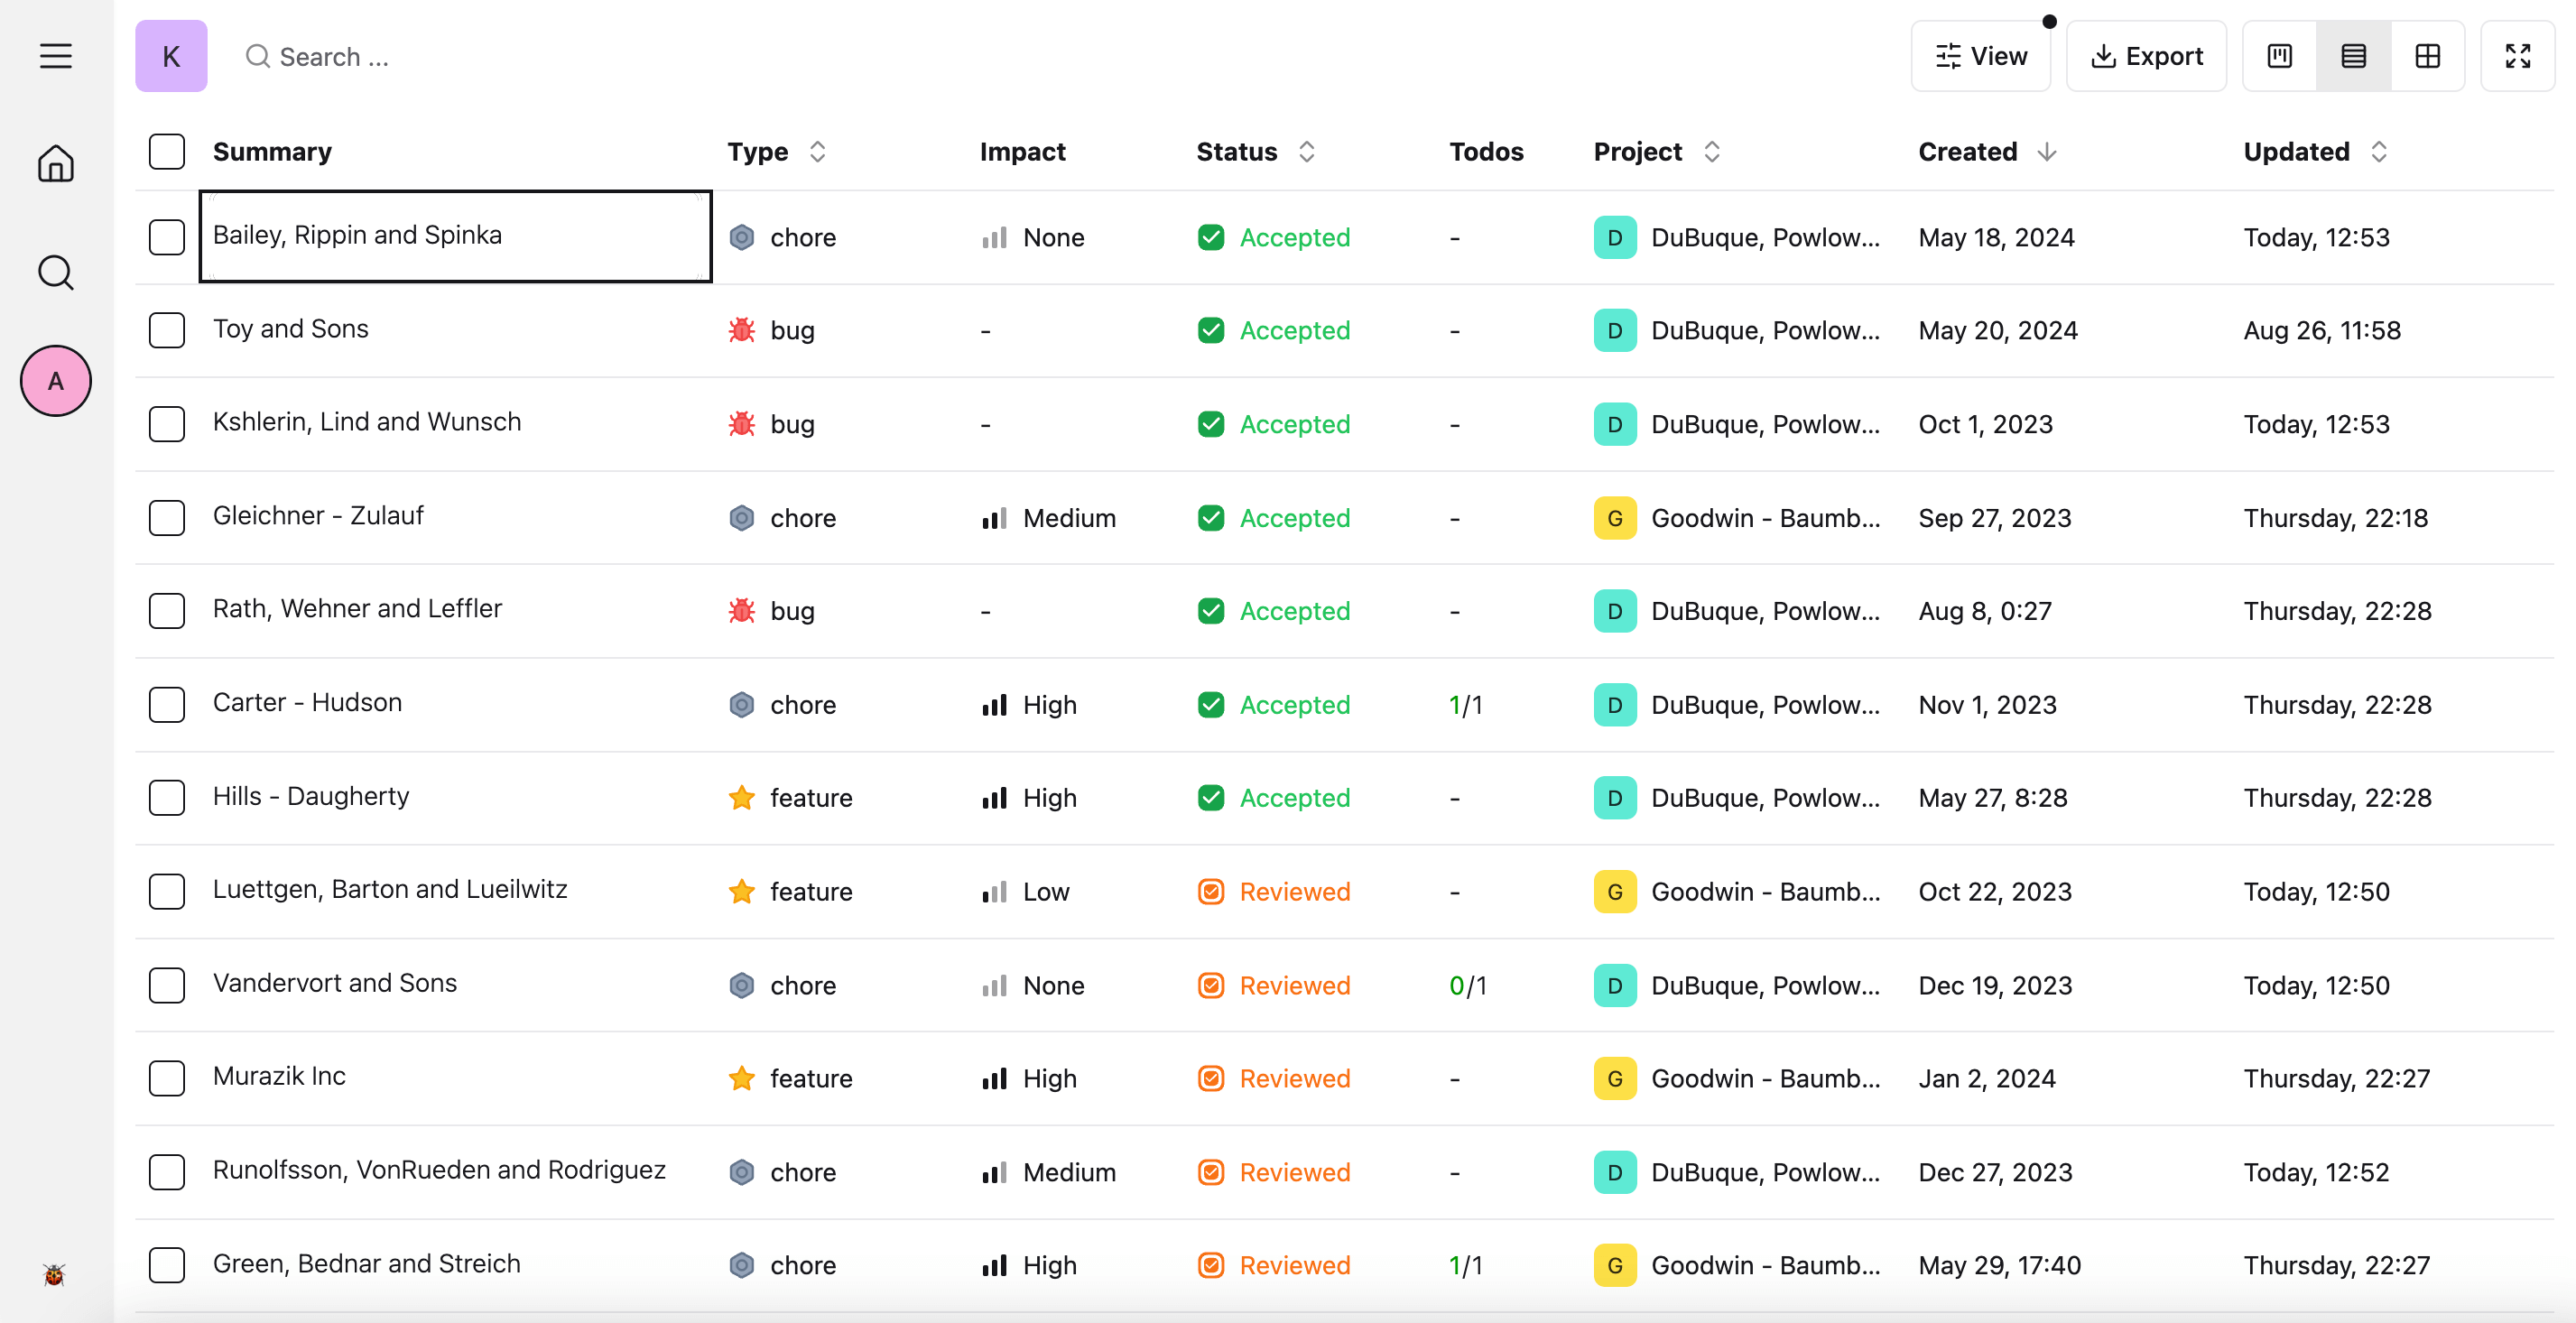 K Search ... View Export
Summary Type Impact Status Todos Project Created Updated
Bailey, Rippin and Spinka chore None Accepted - D DuBuque, Powlow... May 18, 2024 Today, 12:53
Toy and Sons bug - Accepted - D DuBuque, Powlow... May 20, 2024 Aug 26, 11:58
A
Kshlerin, Lind and Wunsch bug - Accepted - D DuBuque, Powlow... Oct 1, 2023 Today, 12:53
Gleichner - Zulauf chore Medium Accepted - G Goodwin - Baumb... Sep 27, 2023 Thursday, 22:18
Rath, Wehner and Leffler bug - Accepted - D DuBuque, Powlow... Aug 8, 0:27 Thursday, 22:28
Carter - Hudson chore High Accepted 1/1 D DuBuque, Powlow... Nov 1, 2023 Thursday, 22:28
Hills - Daugherty feature High Accepted - D DuBuque, Powlow... May 27, 8:28 Thursday, 22:28
Luettgen, Barton and Lueilwitz feature Low Reviewed - G Goodwin - Baumb... Oct 22, 2023 Today, 12:50
Vandervort and Sons chore None Reviewed 0/1 D DuBuque, Powlow... Dec 19, 2023 Today, 12:50
Murazik Inc feature High Reviewed - G Goodwin - Baumb... Jan 2, 2024 Thursday, 22:27
Runolfsson, VonRueden and Rodriguez chore Medium Reviewed - D DuBuque, Powlow... Dec 27, 2023 Today, 12:52
Green, Bednar and Streich chore High Reviewed 1/1 G Goodwin - Baumb... May 29, 17:40 Thursday, 22:27